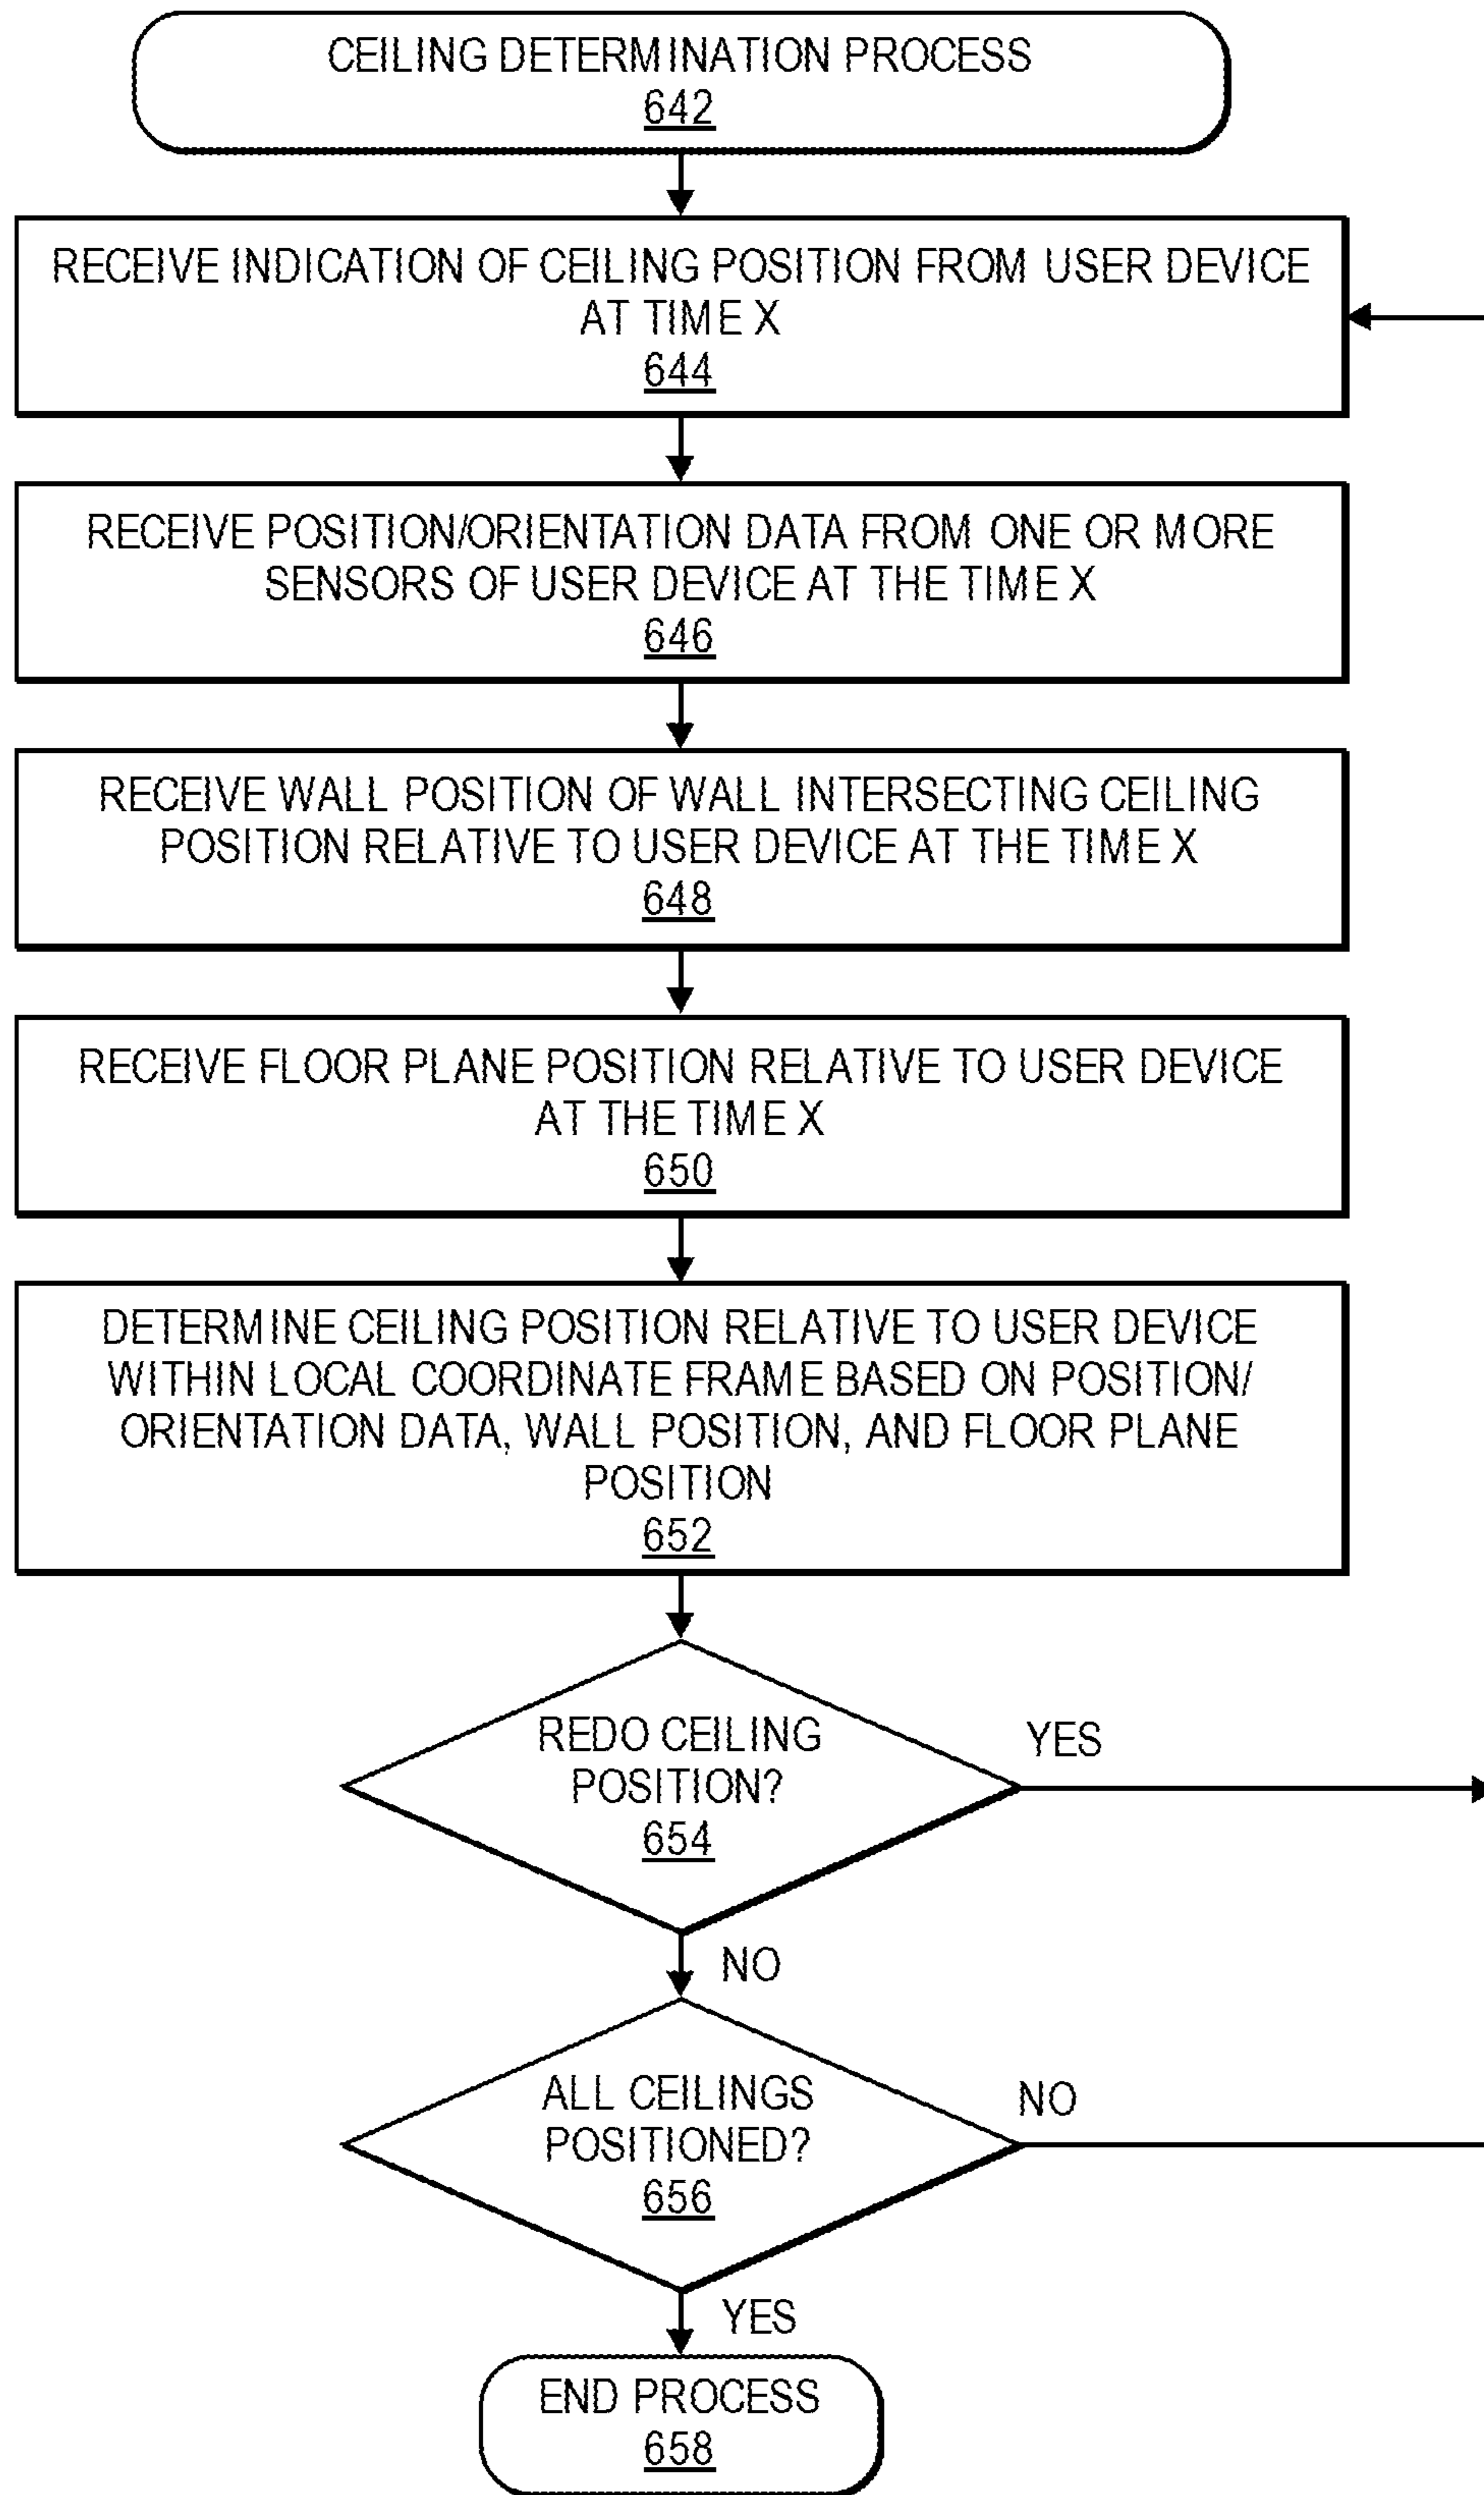 CEILING DETERMINATION PROCESS
642
RECEIVE INDICATION OF CEILING POSITION FROM USER DEVICE
AT TIME X
644
RECEIVE POSITION/ORIENTATION DATA FROM ONE OR MORE
SENSORS OF USER DEVICE AT THE TIME X
646
RECEIVE WALL POSITION OF WALL INTERSECTING CEILING
POSITION RELATIVE TO USER DEVICE AT THE TIME X
648
RECEIVE FLOOR PLANE POSITION RELATIVE TO USER DEVICE
AT THE TIME X
650
DETERMINE CEILING POSITION RELATIVE TO USER DEVICE
WITHIN LOCAL COORDINATE FRAME BASED ON POSITION/
ORIENTATION DATA, WALL POSITION, AND FLOOR PLANE
POSITION
652
REDO CEILING
POSITION?
654
YES
NO
ALL CEILINGS
POSITIONED?
656
NO
YES
END PROCESS
658